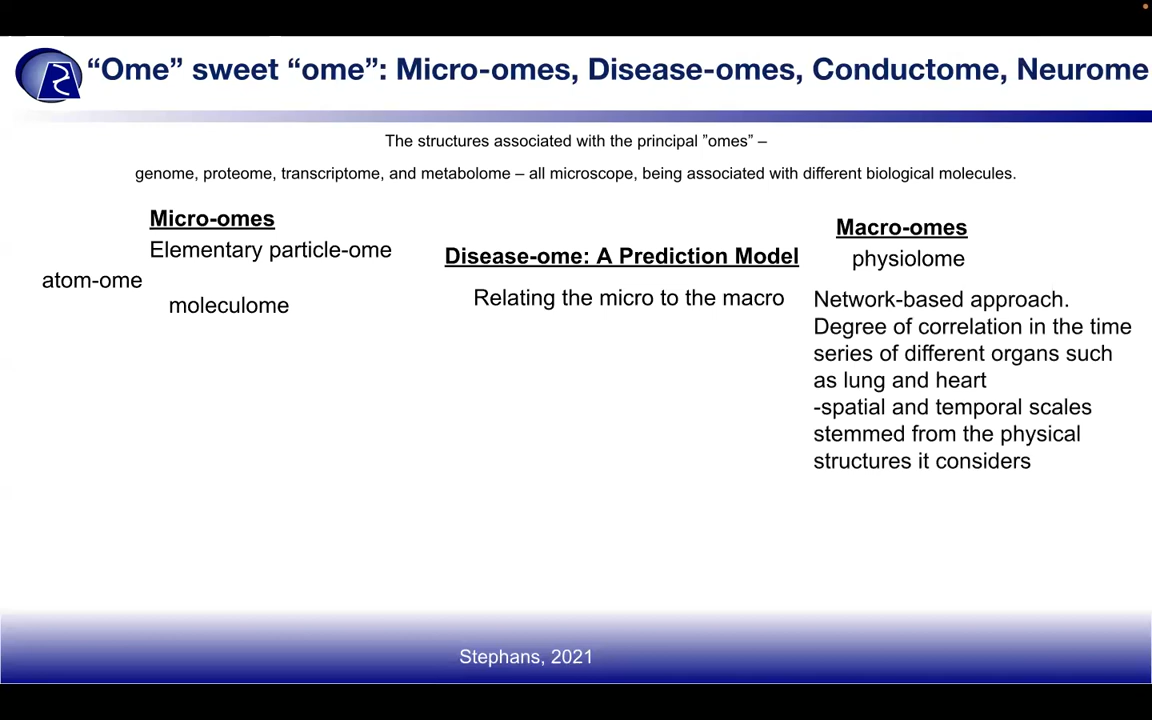 “Ome” sweet “ome”: Micro-omes, Disease-omes, Conductome, Neurome
The structures associated with the principal ”omes” –
genome, proteome, transcriptome, and metabolome – all microscope, being associated with different biological molecules.
Micro-omes
Elementary particle-ome
atom-ome
moleculome
Disease-ome: A Prediction Model
Relating the micro to the macro
Macro-omes
physiolome
Network-based approach.
Degree of correlation in the time
series of different organs such
as lung and heart
-spatial and temporal scales
stemmed from the physical
structures it considers
Stephans, 2021